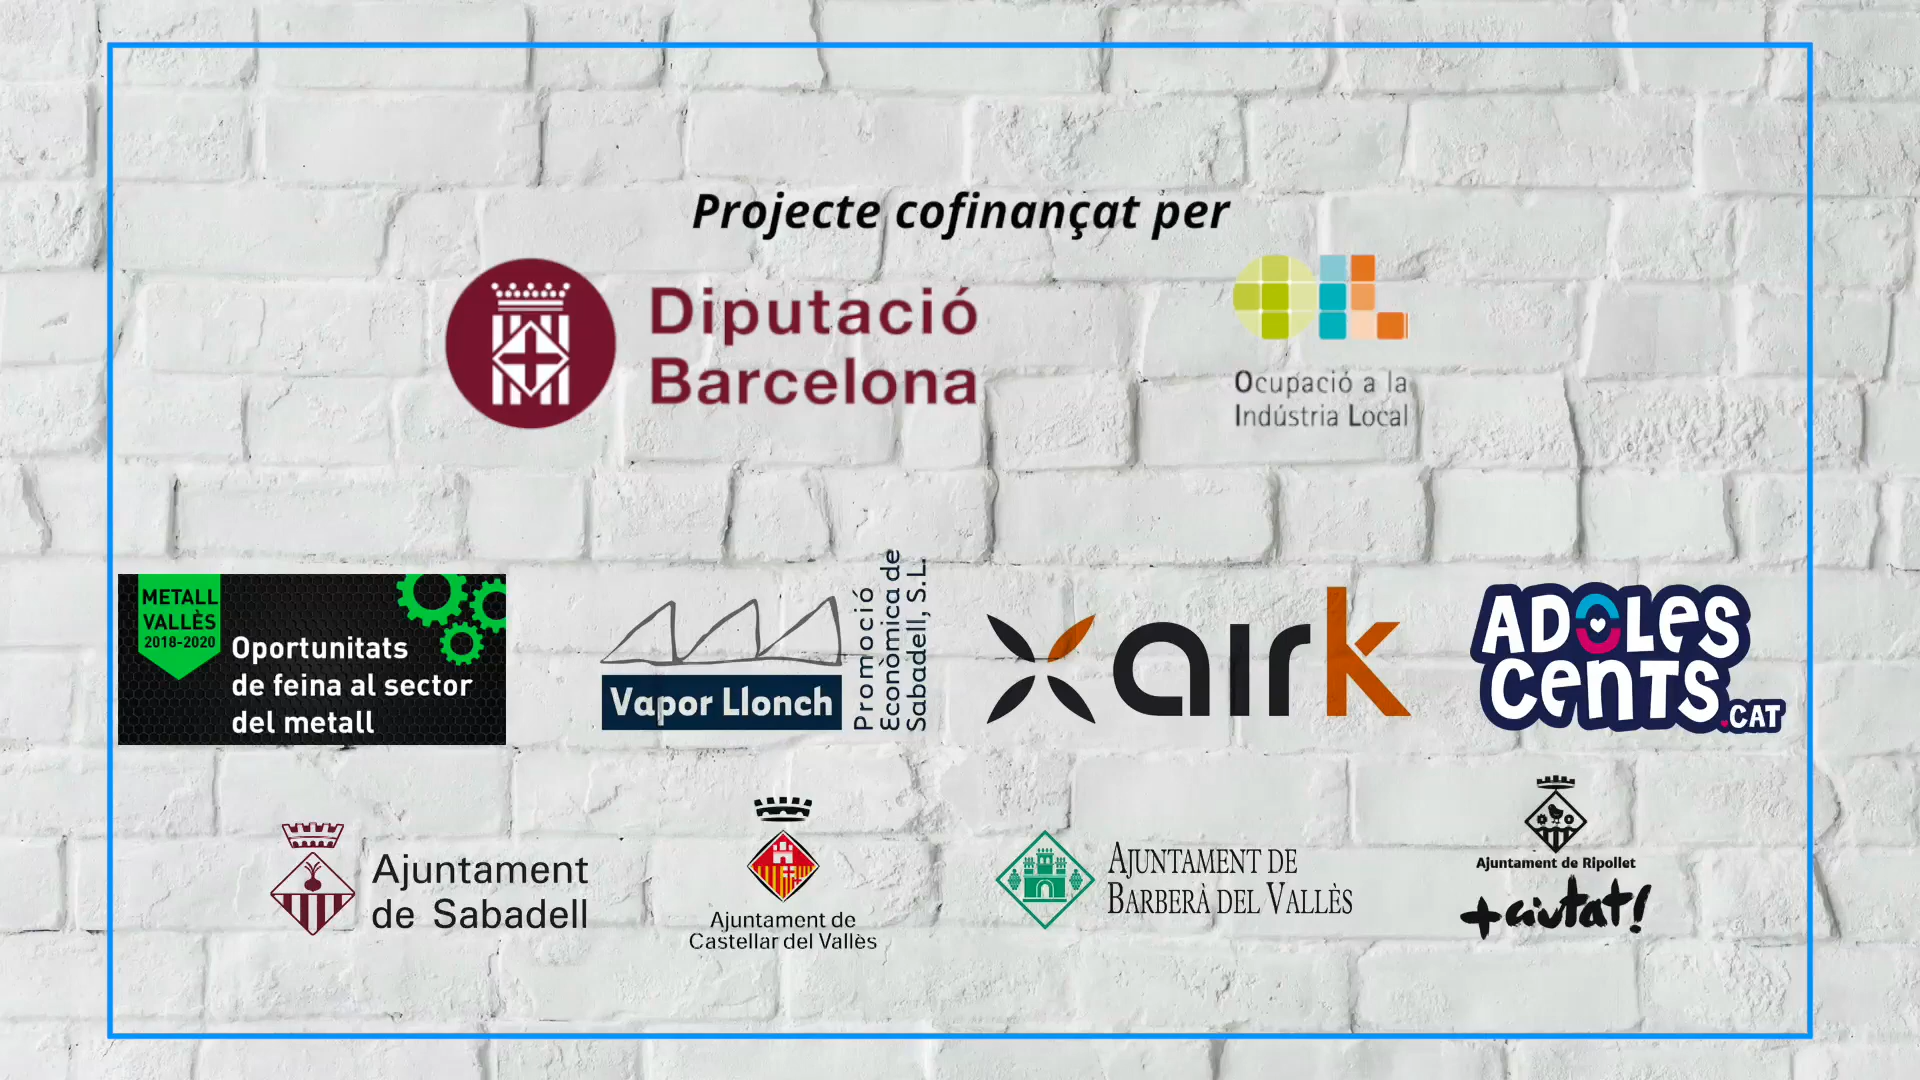 Projecte cofinançat per
Diputació
Barcelona
Ocupació a la
Indústria Local
METALL
VALLÈS
2018-2020
Oportunitats
de feina al sector
del metall
Vapor Llonch
Promoció
Econòmica de
Sabadell, S.L.
airk
ADOLES
CENTS
.CAT
Ajuntament
de Sabadell
Ajuntament de
Castellar del Vallès
AJUNTAMENT DE
BARBERÀ DEL VALLÈS
Ajuntament de Ripollet
+ciutat!